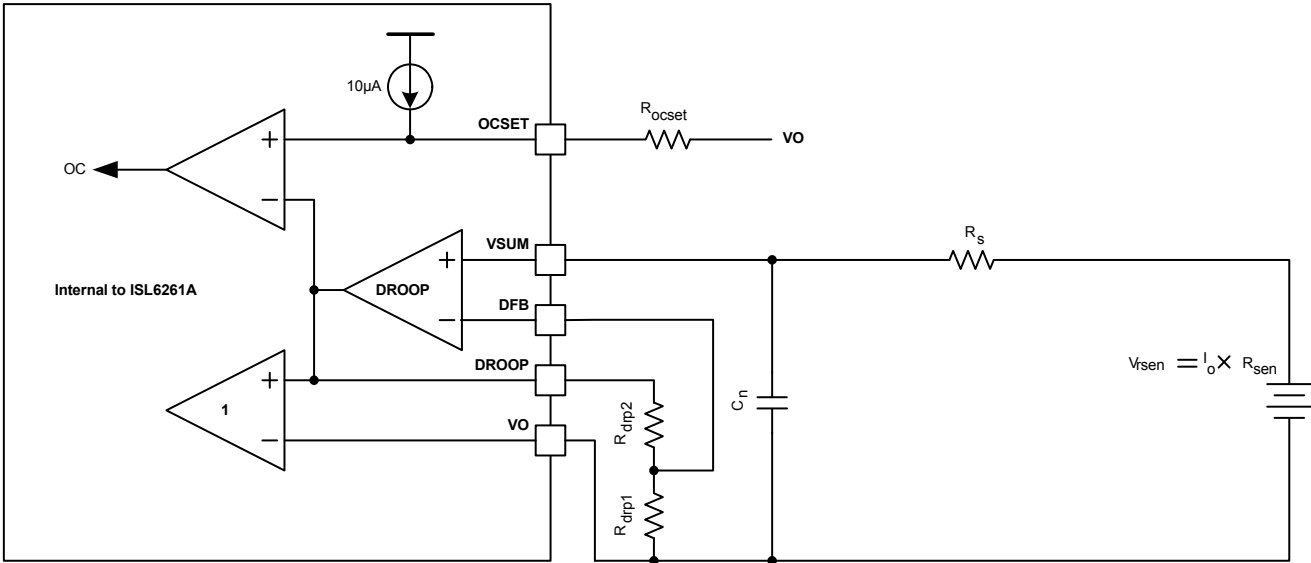 10µA
OCSET
R_ocset
VO
+
OC
−
VSUM
R_s
+
DROOP
Internal to ISL6261A
DFB
−
DROOP
V_rsen = I_o × R_sen
+
1
VO
−
R_drp2
C_n
R_drp1